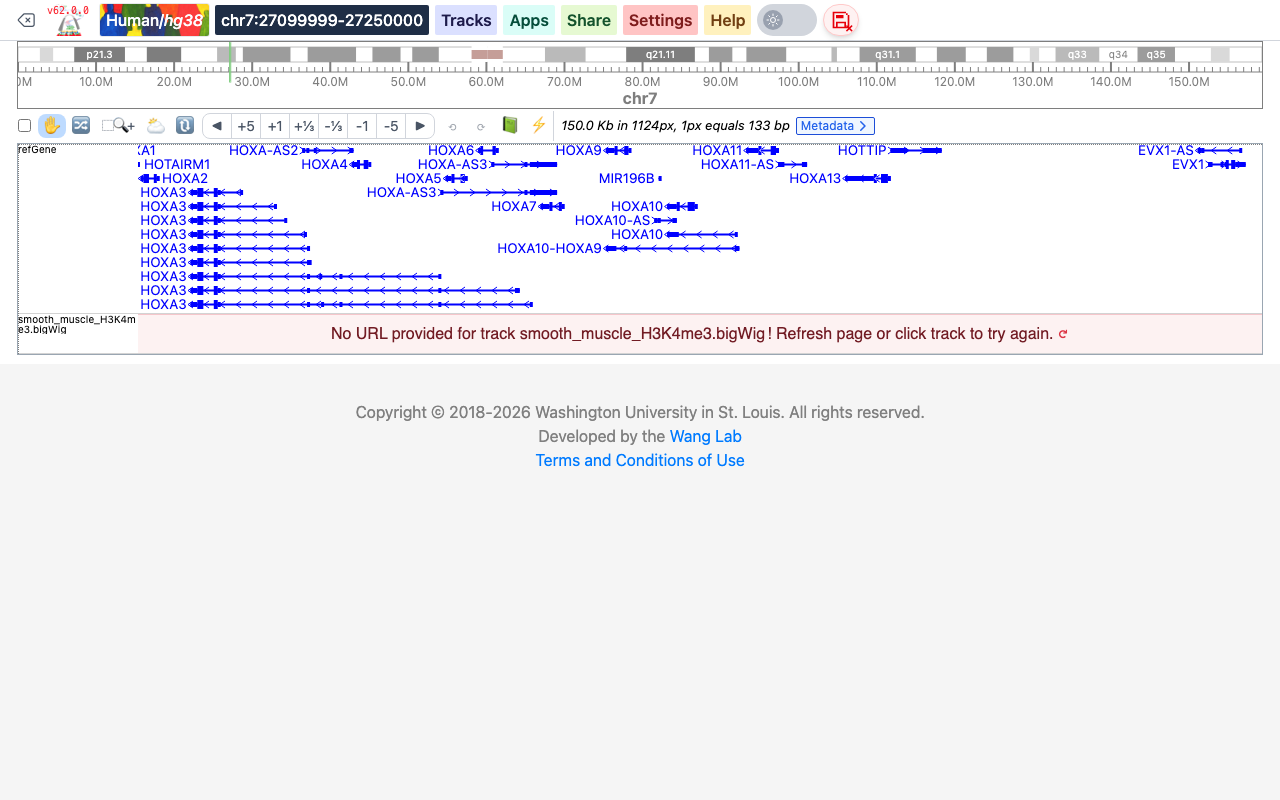 v62.0.0
Human/hg38
chr7:27099999-27250000
Tracks
Apps
Share
Settings
Help
p21.3
q21.11
q31.1
q33
q34
q35
0M 10.0M 20.0M 30.0M 40.0M 50.0M 60.0M 70.0M 80.0M 90.0M 100.0M 110.0M 120.0M 130.0M 140.0M 150.0M
chr7
◀ +5 +1 +⅓ -⅓ -1 -5 ▶
150.0 Kb in 1124px, 1px equals 133 bp
Metadata
refGene
XA1 HOXA-AS2 HOXA6 HOXA9 HOXA11 HOTTIP EVX1-AS
HOTAIRM1 HOXA4 HOXA-AS3 HOXA11-AS EVX1
HOXA2 HOXA5 MIR196B HOXA13
HOXA3 HOXA-AS3
HOXA3 HOXA7 HOXA10
HOXA3 HOXA10-AS
HOXA3 HOXA10
HOXA3 HOXA10-HOXA9
HOXA3
HOXA3
HOXA3
HOXA3
smooth_muscle_H3K4m
e3.bigWig
No URL provided for track smooth_muscle_H3K4me3.bigWig! Refresh page or click track to try again.
Copyright © 2018-2026 Washington University in St. Louis. All rights reserved.
Developed by the Wang Lab
Terms and Conditions of Use